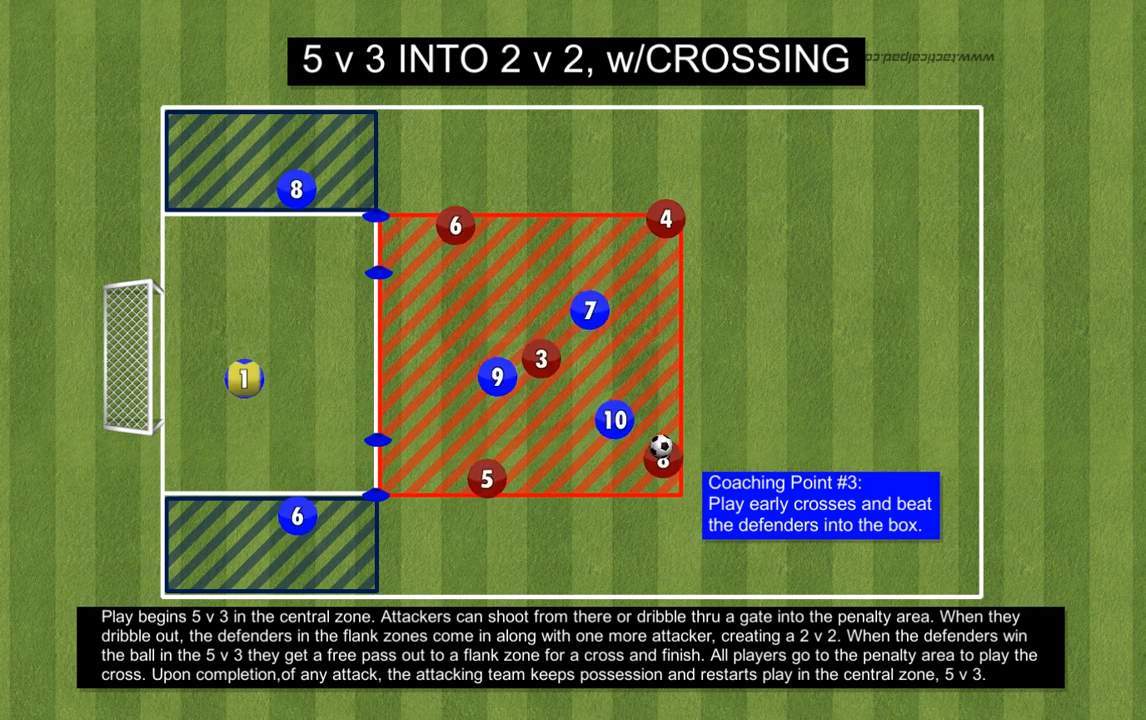 5 v 3 INTO 2 v 2, w/CROSSING
www.tacticalpad.co
8
6
4
7
3
9
1
10
8
5
6
Coaching Point #3:
Play early crosses and beat
the defenders into the box.
Play begins 5 v 3 in the central zone. Attackers can shoot from there or dribble thru a gate into the penalty area. When they
dribble out, the defenders in the flank zones come in along with one more attacker, creating a 2 v 2. When the defenders win
the ball in the 5 v 3 they get a free pass out to a flank zone for a cross and finish. All players go to the penalty area to play the
cross. Upon completion,of any attack, the attacking team keeps possession and restarts play in the central zone, 5 v 3.